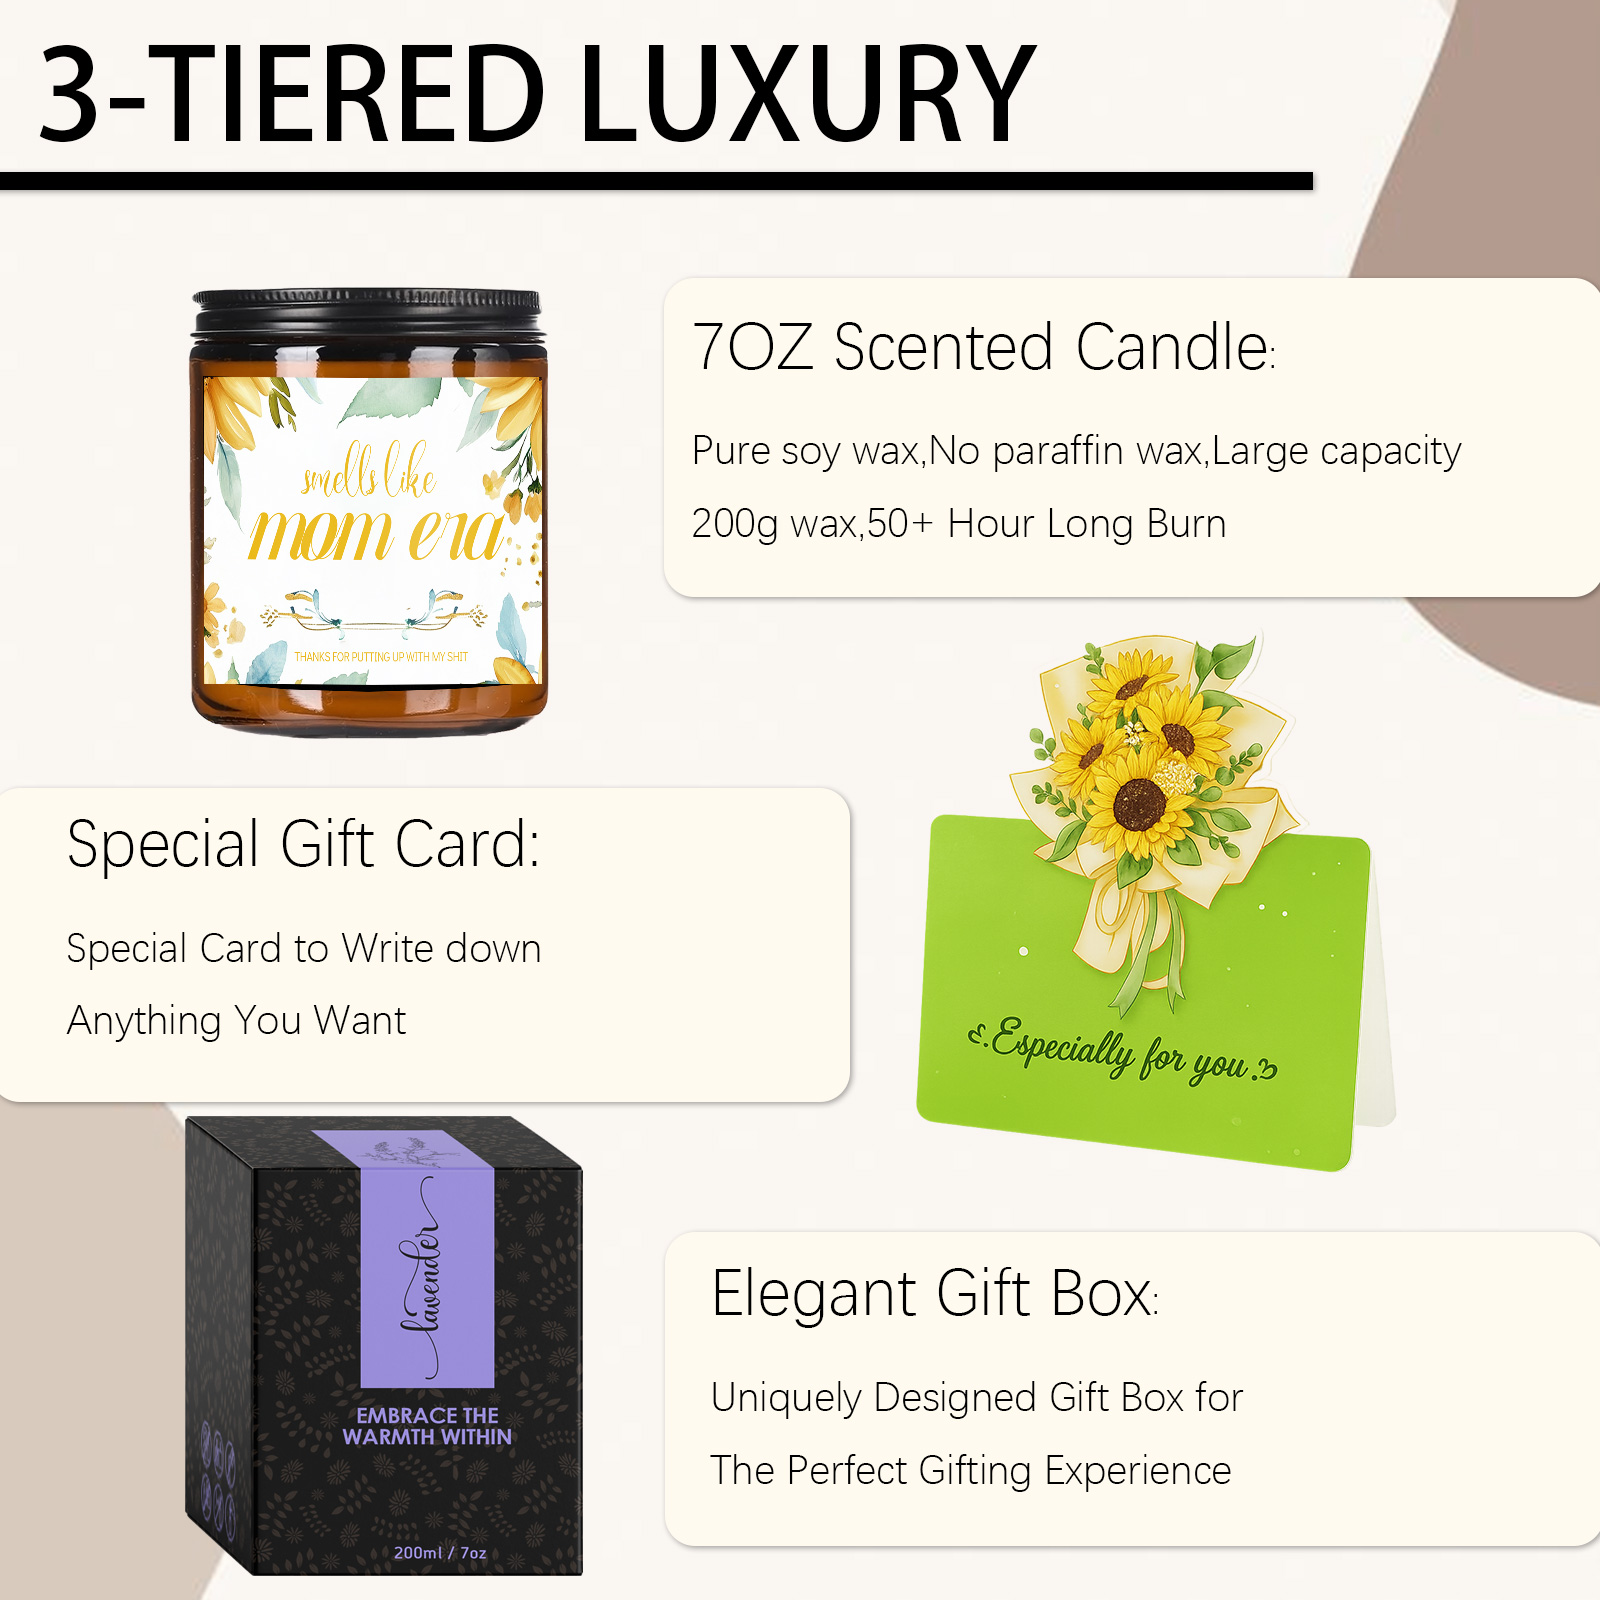 3-TIERED LUXURY
7OZ Scented Candle:
Pure soy wax,No paraffin wax,Large capacity
200g wax,50+ Hour Long Burn
smells like
mom era
THANKS FOR PUTTING UP WITH MY SHIT
Special Gift Card:
Special Card to Write down
Anything You Want
Especially for you
lavender
EMBRACE THE
WARMTH WITHIN
200ml / 7oz
Elegant Gift Box:
Uniquely Designed Gift Box for
The Perfect Gifting Experience